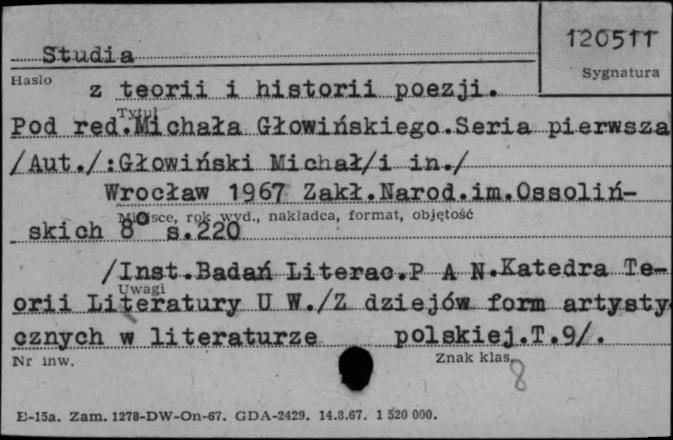 120511
Studia
Sygnatura
Hasło
z teorii i historii poezji.
Tytuł
Pod red.Michała Głowińskiego.Seria pierwsza
/Aut./:Głowiński Michał/i in./
Wrocław 1967 Zakł.Narod.im.Ossoliń-
Miejsce, rok wyd., nakładca, format, objętość
skich 8° s.220
/Inst.Badań Literac.P A N.Katedra Te-
Uwagi
orii Literatury U W./Z dziejów form artysty
cznych w literaturze polskiej.T.9/.
Nr inw.
Znak klas.
8
E-15a. Zam. 1278-DW-On-67. GDA-2429. 14.3.67. 1 520 000.